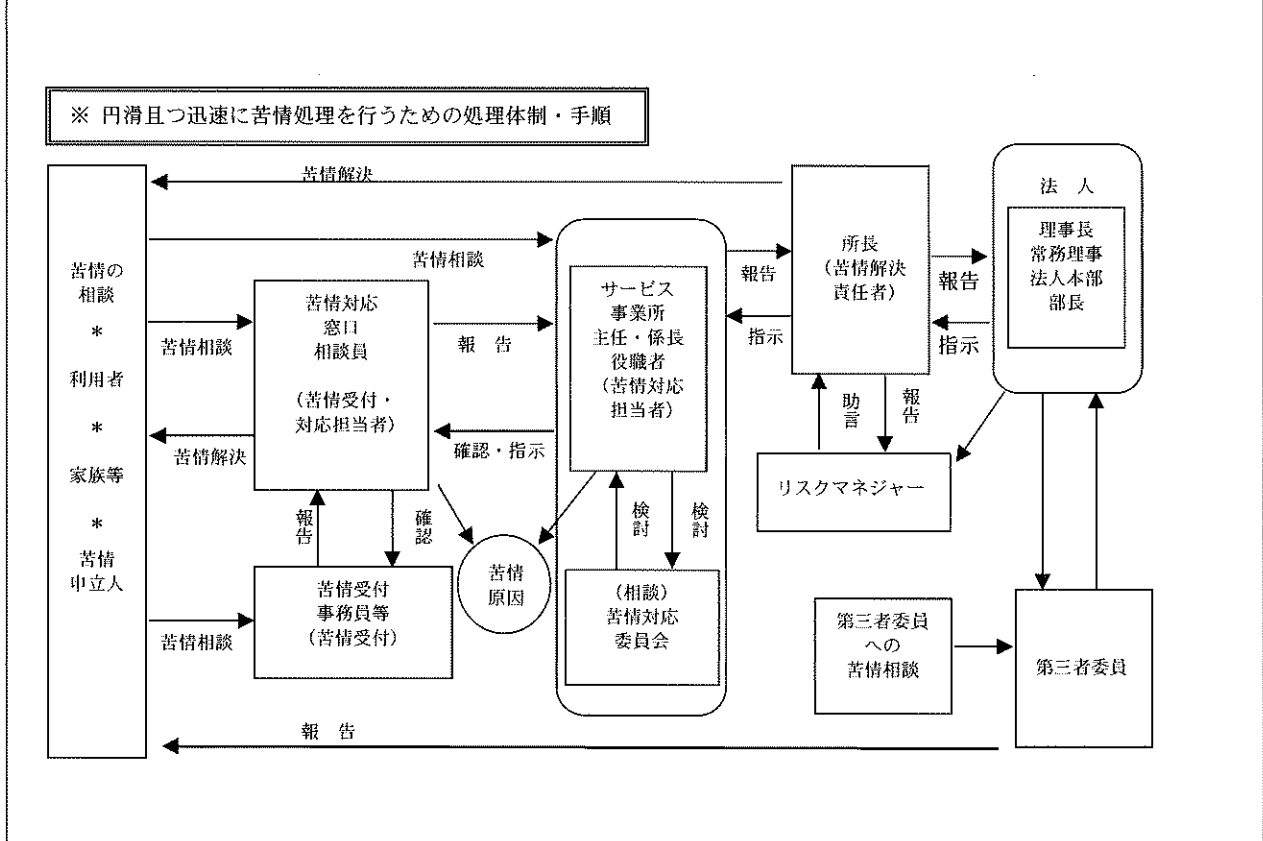 ※ 円滑且つ迅速に苦情処理を行うための処理体制・手順
苦情の
相談
＊
利用者
＊
家族等
＊
苦情
申立人
苦情解決
苦情相談
苦情相談
苦情解決
苦情相談
報 告
苦情対応
窓口
相談員
(苦情受付・
対応担当者)
報告
確認
苦情受付
事務員等
(苦情受付)
報 告
確認・指示
苦情
原因
サービス
事業所
主任・係長
役職者
(苦情対応
担当者)
検討
検討
(相談)
苦情対応
委員会
報告
指示
所長
(苦情解決
責任者)
報告
指示
助言
報告
リスクマネジャー
法 人
理事長
常務理事
法人本部
部長
第三者委員
への
苦情相談
第三者委員